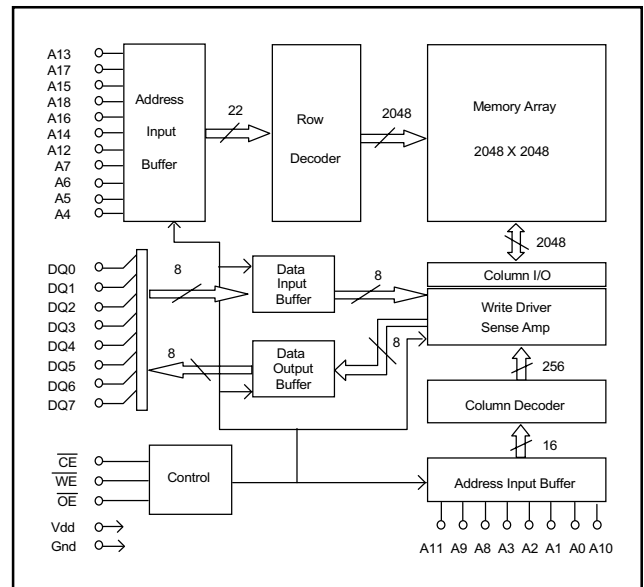 A13
A17
A15
A18
A16
A14
A12
A7
A6
A5
A4
Address
Input
Buffer
22
Row
Decoder
2048
Memory Array
2048 X 2048
2048
Column I/O
Write Driver
Sense Amp
DQ0
DQ1
DQ2
DQ3
DQ4
DQ5
DQ6
DQ7
8
Data
Input
Buffer
8
8
Data
Output
Buffer
8
256
Column Decoder
16
Address Input Buffer
CE
WE
OE
Control
Vdd
Gnd
A11 A9 A8 A3 A2 A1 A0 A10